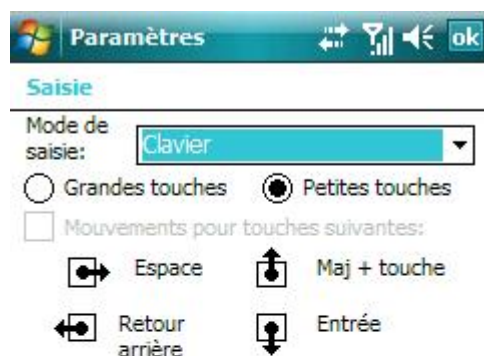 Paramètres ok
Saisie
Mode de
saisie: Clavier
Grandes touches Petites touches
Mouvements pour touches suivantes:
Espace Maj + touche
Retour Entrée
arrière